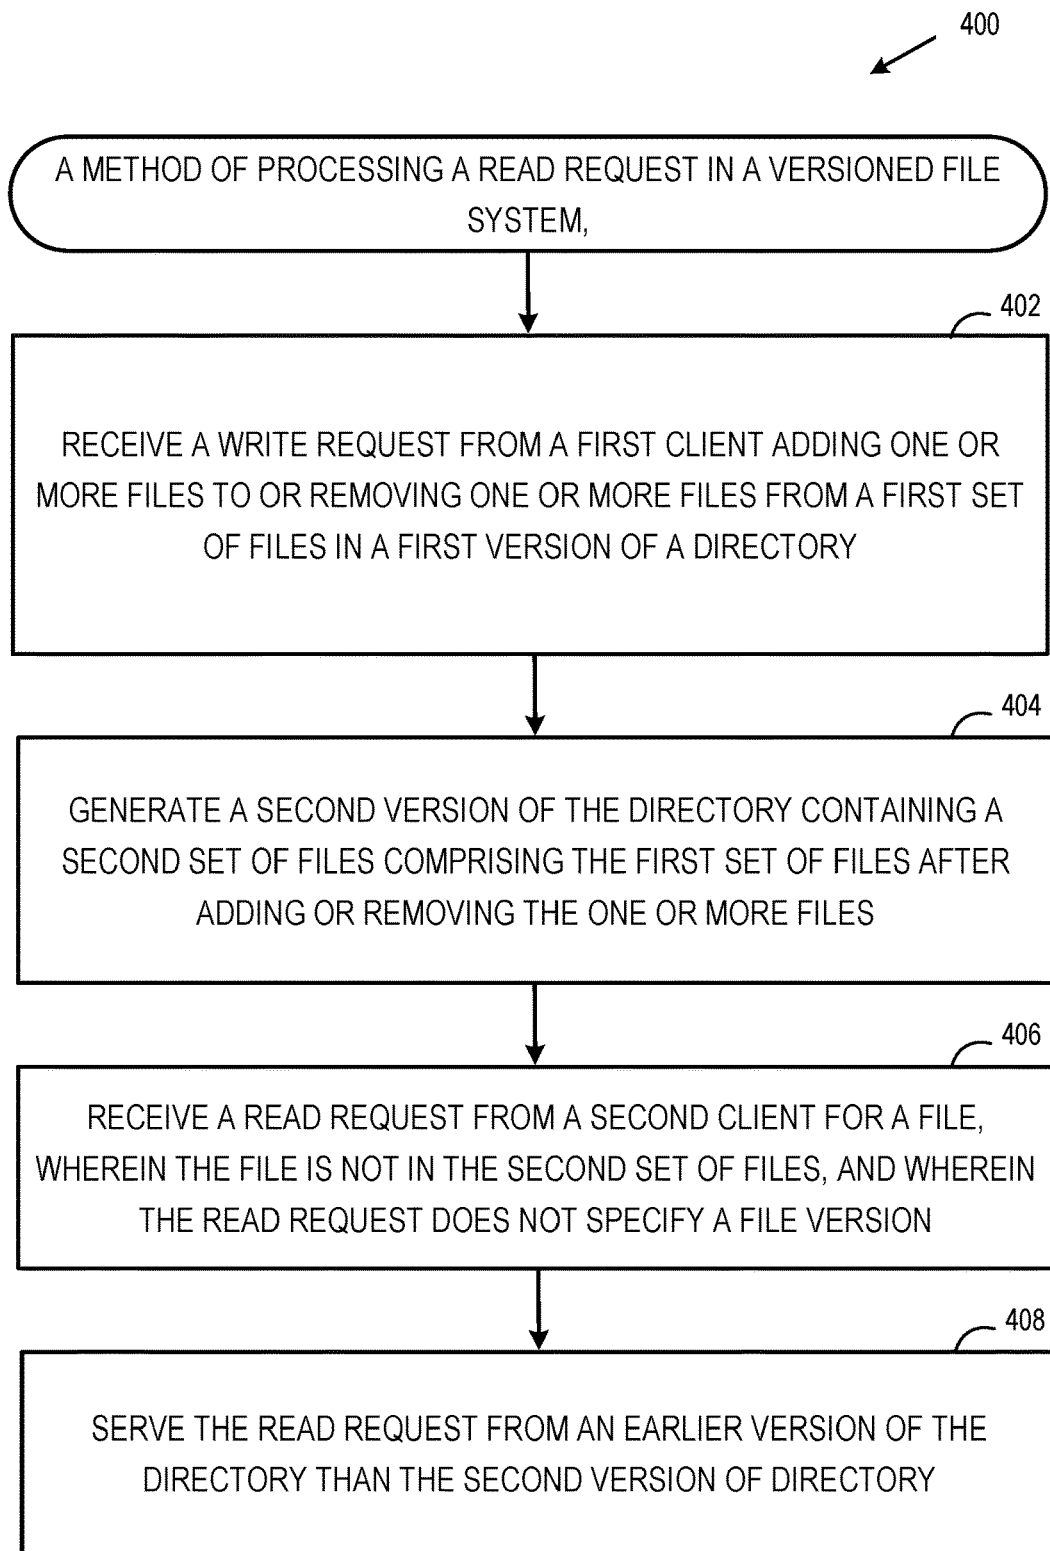 400
A METHOD OF PROCESSING A READ REQUEST IN A VERSIONED FILE
SYSTEM,
402
RECEIVE A WRITE REQUEST FROM A FIRST CLIENT ADDING ONE OR
MORE FILES TO OR REMOVING ONE OR MORE FILES FROM A FIRST SET
OF FILES IN A FIRST VERSION OF A DIRECTORY
404
GENERATE A SECOND VERSION OF THE DIRECTORY CONTAINING A
SECOND SET OF FILES COMPRISING THE FIRST SET OF FILES AFTER
ADDING OR REMOVING THE ONE OR MORE FILES
406
RECEIVE A READ REQUEST FROM A SECOND CLIENT FOR A FILE,
WHEREIN THE FILE IS NOT IN THE SECOND SET OF FILES, AND WHEREIN
THE READ REQUEST DOES NOT SPECIFY A FILE VERSION
408
SERVE THE READ REQUEST FROM AN EARLIER VERSION OF THE
DIRECTORY THAN THE SECOND VERSION OF DIRECTORY